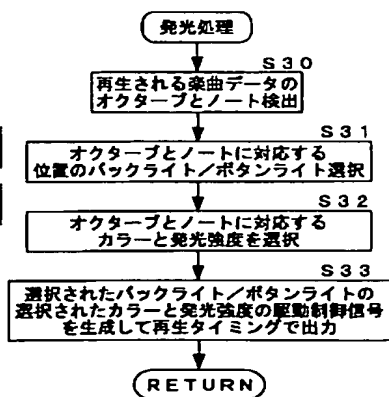 発光処理
S30
再生される楽曲データの
オクターブとノート検出
S31
オクターブとノートに対応する
位置のバックライト/ボタンライト選択
S32
オクターブとノートに対応する
カラーと発光強度を選択
S33
選択されたバックライト/ボタンライトの
選択されたカラーと発光強度の駆動制御信号
を生成して再生タイミングで出力
RETURN